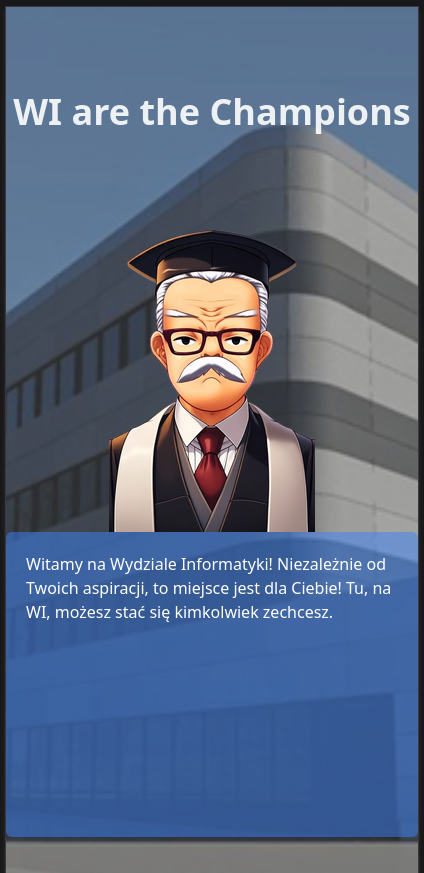 WI are the Champions
Witamy na Wydziale Informatyki! Niezależnie od
Twoich aspiracji, to miejsce jest dla Ciebie! Tu, na
WI, możesz stać się kimkolwiek zechcesz.